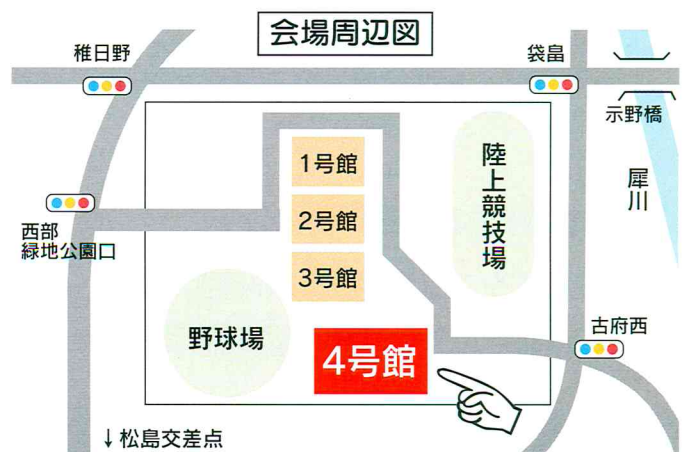 会場周辺図
稚日野
袋畠
示野橋
犀川
1号館
2号館
3号館
陸上競技場
西部
緑地公園口
野球場
4号館
古府西
↓松島交差点